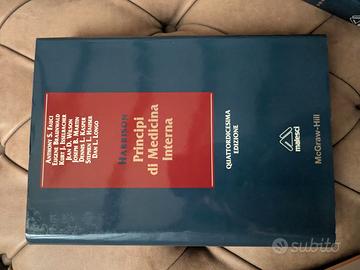 ANTHONY S. FAUCI
EUGENE BRAUNWALD
KURT J. ISSELBACHER
JEAN D. WILSON
JOSEPH B. MARTIN
DENNIS L. KASPER
STEPHEN L. HAUSER
DAN L. LONGO
HARRISON
Principi
di Medicina
Interna
QUATTORDICESIMA
EDIZIONE
malesci
McGraw-Hill
subito